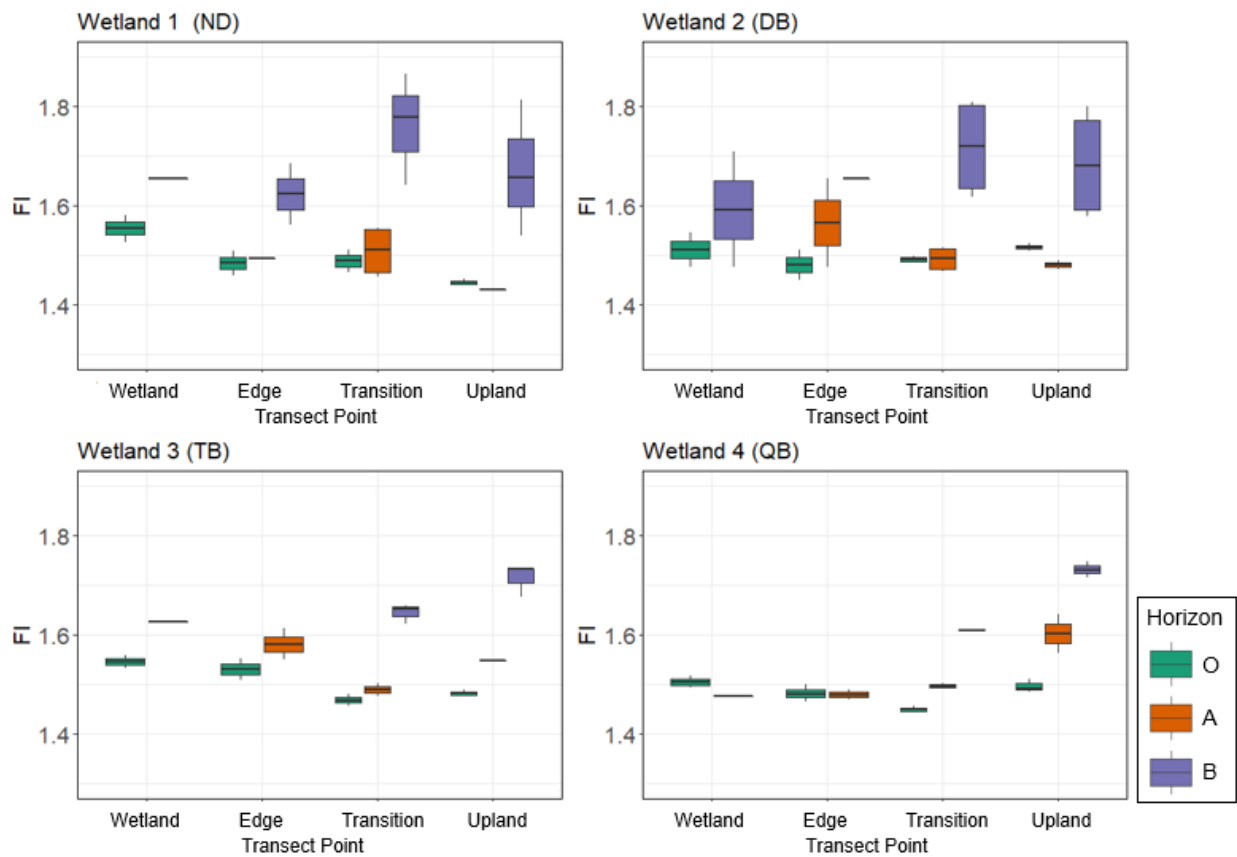 Wetland 1  (ND)
FI
1.8
1.6
1.4
Wetland Edge Transition Upland
Transect Point
Wetland 2 (DB)
FI
1.8
1.6
1.4
Wetland Edge Transition Upland
Transect Point
Wetland 3 (TB)
FI
1.8
1.6
1.4
Wetland Edge Transition Upland
Transect Point
Wetland 4 (QB)
FI
1.8
1.6
1.4
Wetland Edge Transition Upland
Transect Point
Horizon
O
A
B